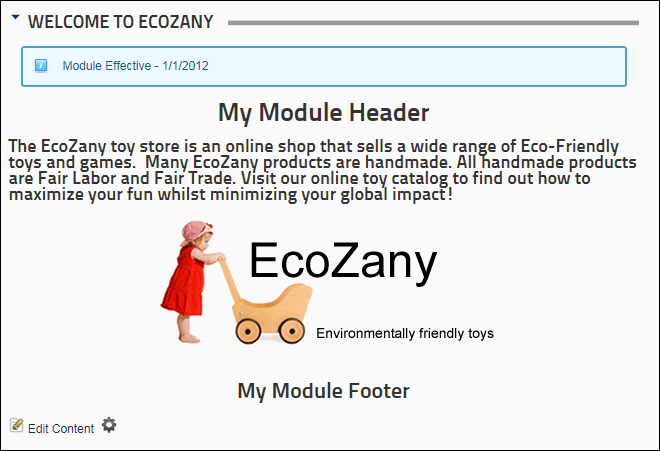 WELCOME TO ECOZANY
Module Effective - 1/1/2012
My Module Header
The EcoZany toy store is an online shop that sells a wide range of Eco-Friendly
toys and games.  Many EcoZany products are handmade. All handmade products
are Fair Labor and Fair Trade. Visit our online toy catalog to find out how to
maximize your fun whilst minimizing your global impact!
EcoZany
Environmentally friendly toys
My Module Footer
Edit Content